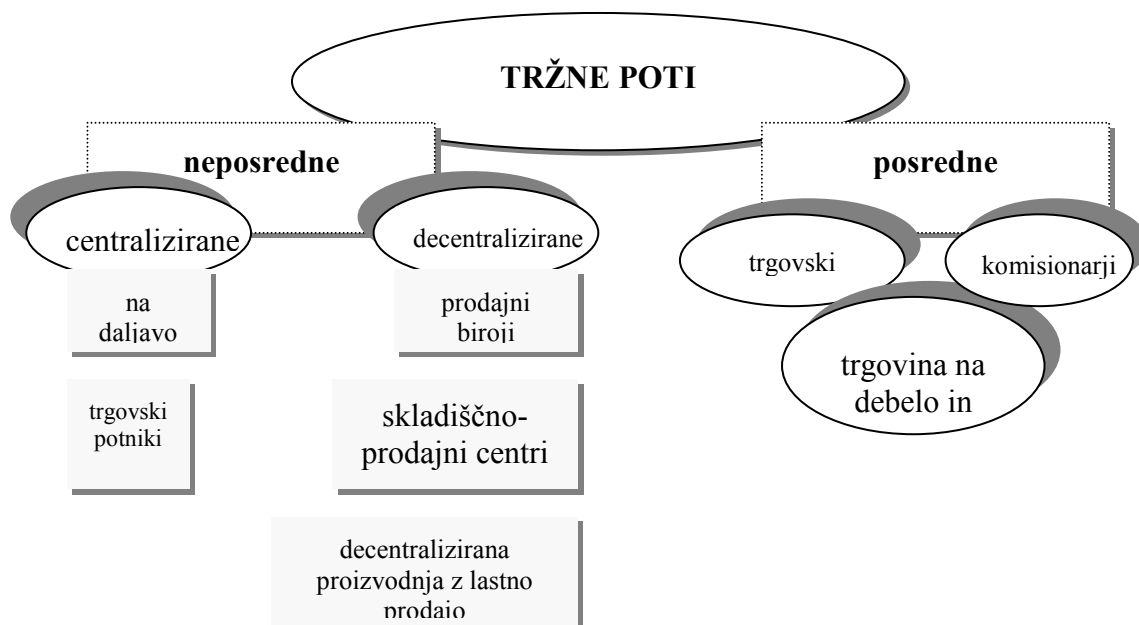 TRŽNE POTI
neposredne
posredne
centralizirane
decentralizirane
trgovski
komisionarji
na
daljavo
prodajni
biroji
trgovina na
debelo in
trgovski
potniki
skladiščno-
prodajni centri
decentralizirana
proizvodnja z lastno
prodajo